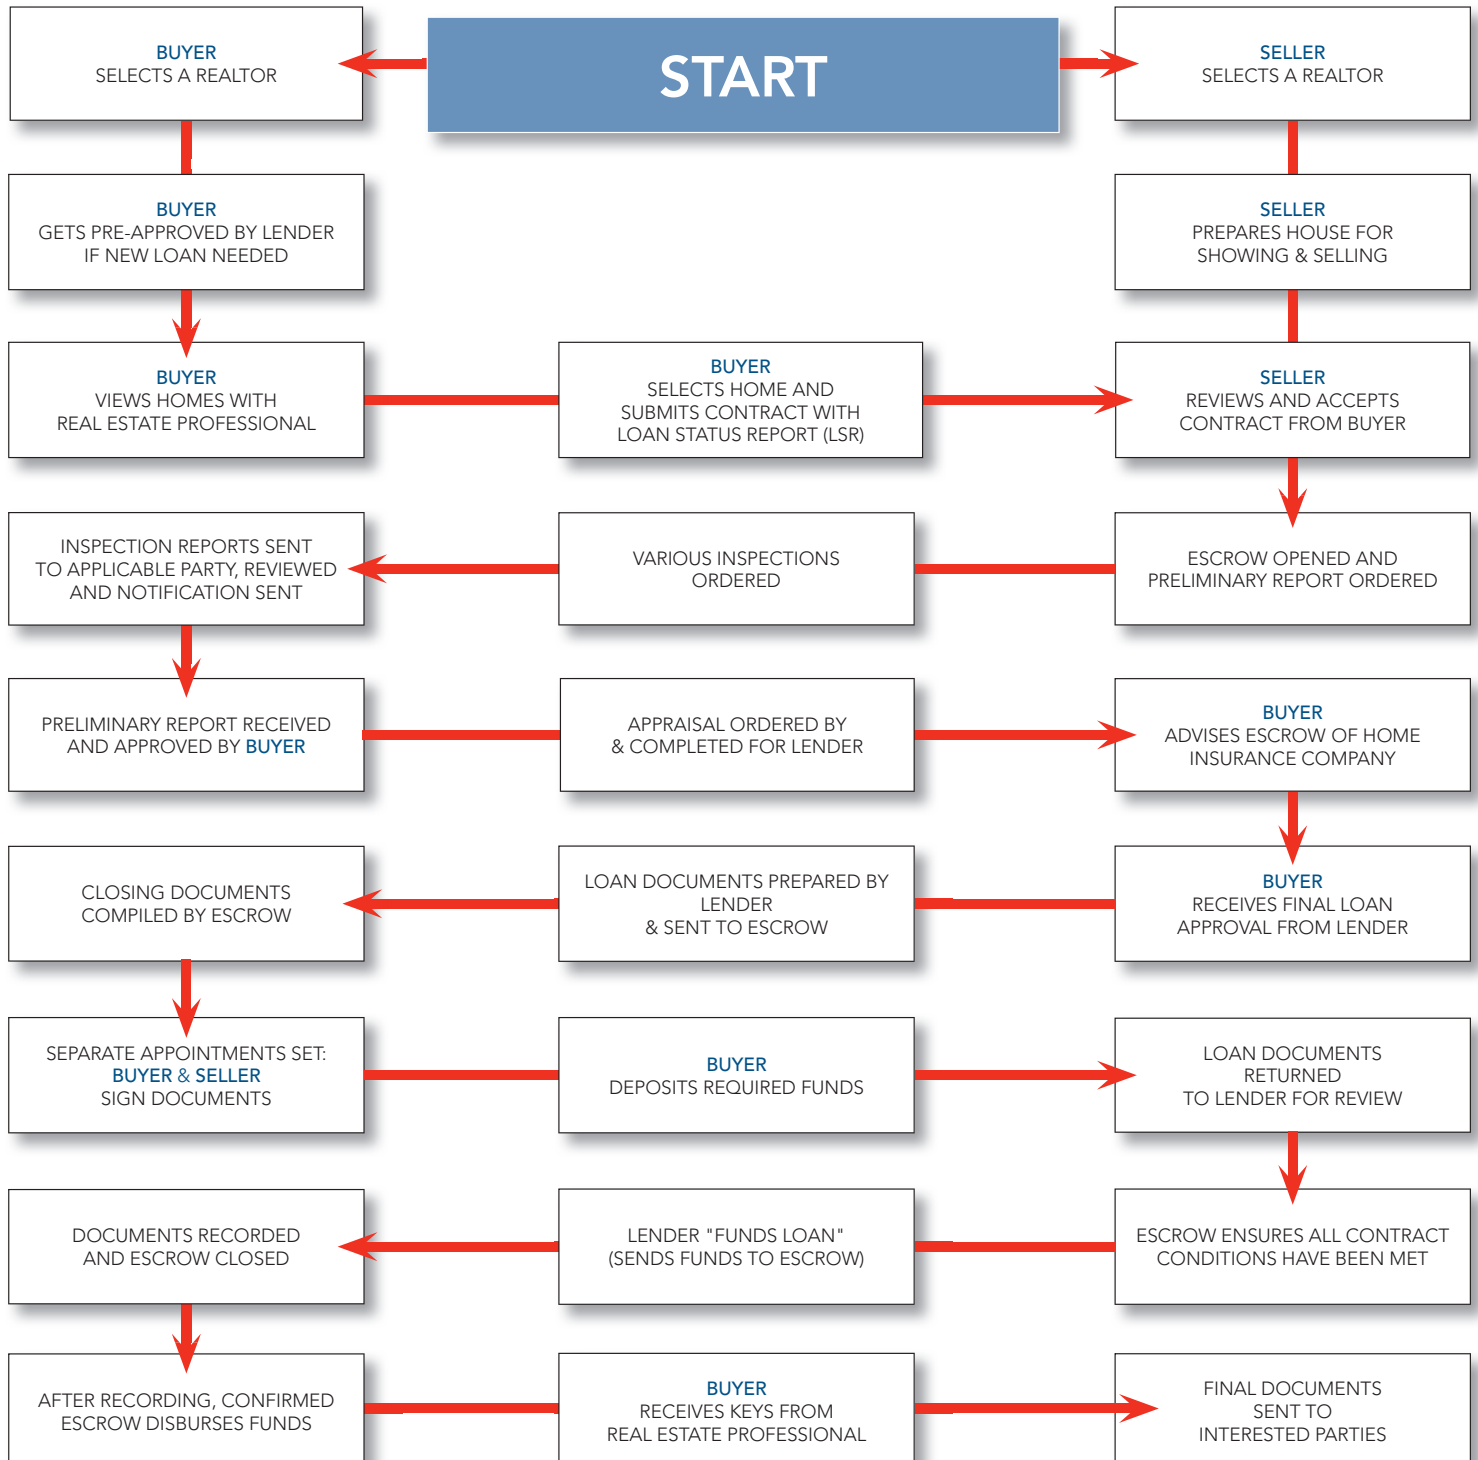 START
BUYER
SELECTS A REALTOR
SELLER
SELECTS A REALTOR
BUYER
GETS PRE-APPROVED BY LENDER
IF NEW LOAN NEEDED
SELLER
PREPARES HOUSE FOR
SHOWING & SELLING
BUYER
VIEWS HOMES WITH
REAL ESTATE PROFESSIONAL
BUYER
SELECTS HOME AND
SUBMITS CONTRACT WITH
LOAN STATUS REPORT (LSR)
SELLER
REVIEWS AND ACCEPTS
CONTRACT FROM BUYER
ESCROW OPENED AND
PRELIMINARY REPORT ORDERED
VARIOUS INSPECTIONS
ORDERED
INSPECTION REPORTS SENT
TO APPLICABLE PARTY, REVIEWED
AND NOTIFICATION SENT
PRELIMINARY REPORT RECEIVED
AND APPROVED BY BUYER
APPRAISAL ORDERED BY
& COMPLETED FOR LENDER
BUYER
ADVISES ESCROW OF HOME
INSURANCE COMPANY
BUYER
RECEIVES FINAL LOAN
APPROVAL FROM LENDER
LOAN DOCUMENTS PREPARED BY
LENDER
& SENT TO ESCROW
CLOSING DOCUMENTS
COMPILED BY ESCROW
SEPARATE APPOINTMENTS SET:
BUYER & SELLER
SIGN DOCUMENTS
BUYER
DEPOSITS REQUIRED FUNDS
LOAN DOCUMENTS
RETURNED
TO LENDER FOR REVIEW
ESCROW ENSURES ALL CONTRACT
CONDITIONS HAVE BEEN MET
LENDER "FUNDS LOAN"
(SENDS FUNDS TO ESCROW)
DOCUMENTS RECORDED
AND ESCROW CLOSED
AFTER RECORDING, CONFIRMED
ESCROW DISBURSES FUNDS
BUYER
RECEIVES KEYS FROM
REAL ESTATE PROFESSIONAL
FINAL DOCUMENTS
SENT TO
INTERESTED PARTIES